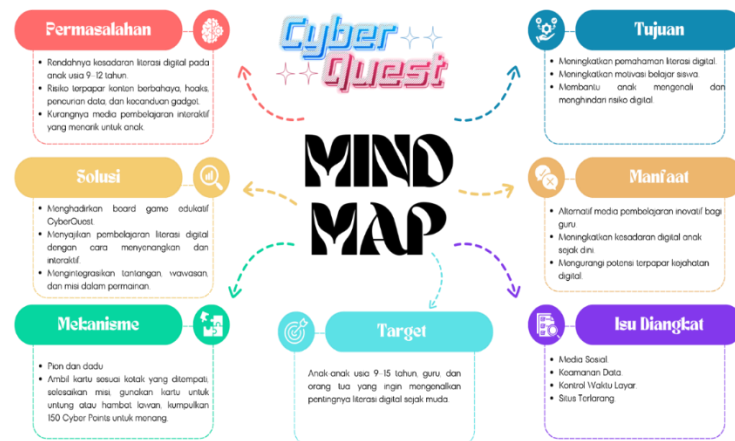 Permasalahan
• Rendahnya kesadaran literasi digital pada
anak usia 9-12 tahun.
• Risiko terpapar konten berbahaya, hoaks,
pencurian data, dan kecanduan gadget.
• Kurangnya media pembelajaran interaktif
yang menarik untuk anak.
Cyber
Quest
Tujuan
• Meningkatkan pemahaman literasi digital.
• Meningkatkan motivasi belajar siswa.
• Membantu anak mengenali dan
menghindari risiko digital.
MIND
MAP
Solusi
• Menghadirkan board game edukatif
CyberQuest.
• Menyajikan pembelajaran literasi digital
dengan cara menyenangkan dan
interaktif.
• Mengintegrasikan tantangan, wawasan,
dan misi dalam permainan.
Manfaat
• Alternatif media pembelajaran inovatif bagi
guru
• Meningkatkan kesadaran digital anak
sejak dini.
• Mengurangi potensi terpapar kejahatan
digital.
Mekanisme
• Pion dan dadu
• Ambil kartu sesuai kotak yang ditempati,
selesaikan misi, gunakan kartu untuk
untung atau hambat lawan, kumpulkan
150 Cyber Points untuk menang.
Target
Anak-anak usia 9-15 tahun, guru, dan
orang tua yang ingin mengenalkan
pentingnya literasi digital sejak muda.
Isu Diangkat
• Media Sosial.
• Keamanan Data.
• Kontrol Waktu Layar.
• Situs Terlarang.